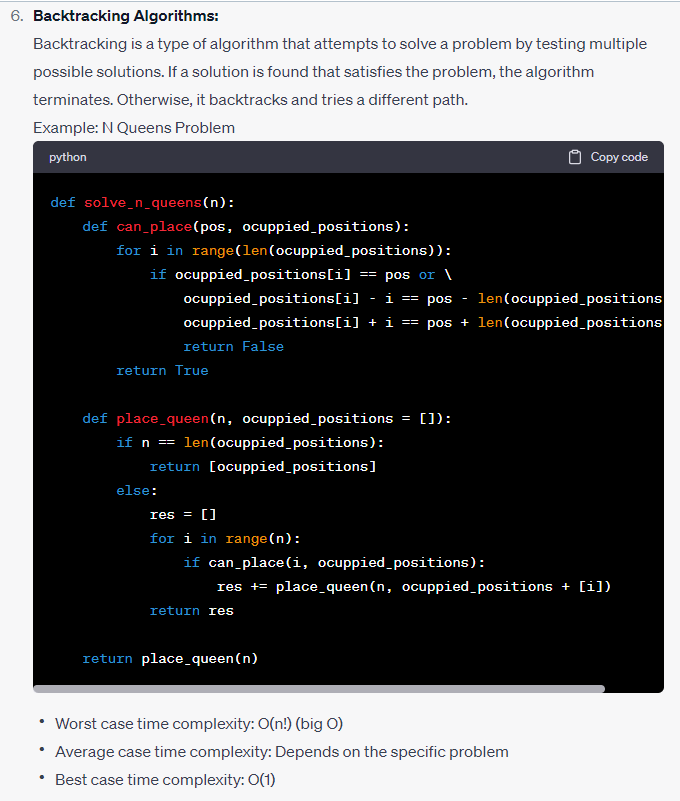 6. Backtracking Algorithms:
Backtracking is a type of algorithm that attempts to solve a problem by testing multiple
possible solutions. If a solution is found that satisfies the problem, the algorithm
terminates. Otherwise, it backtracks and tries a different path.
Example: N Queens Problem
python Copy code
def solve_n_queens(n):
    def can_place(pos, ocuppied_positions):
        for i in range(len(ocuppied_positions)):
            if ocuppied_positions[i] == pos or \
                ocuppied_positions[i] - i == pos - len(ocuppied_positions
                ocuppied_positions[i] + i == pos + len(ocuppied_positions
                return False
        return True

    def place_queen(n, ocuppied_positions = []):
        if n == len(ocuppied_positions):
            return [ocuppied_positions]
        else:
            res = []
            for i in range(n):
                if can_place(i, ocuppied_positions):
                    res += place_queen(n, ocuppied_positions + [i])
            return res

    return place_queen(n)
• Worst case time complexity: O(n!) (big O)
• Average case time complexity: Depends on the specific problem
• Best case time complexity: O(1)